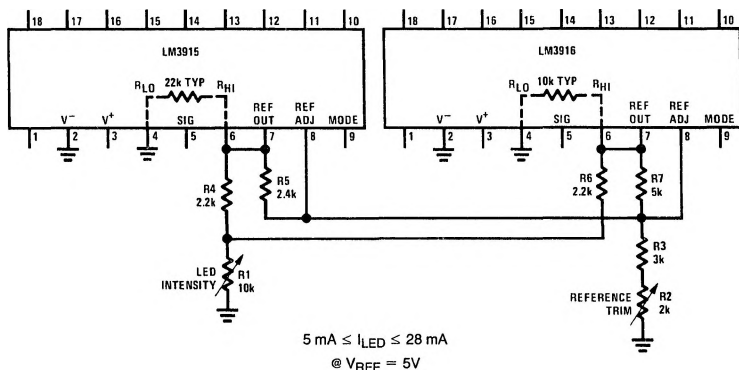 18 17 16 15 14 13 12 11 10
LM3915
22k TYP
RLO RHI
V− V+ SIG REF OUT REF ADJ MODE
1 2 3 4 5 6 7 8 9
R4
2.2k
R5
2.4k
LED
INTENSITY
R1
10k
18 17 16 15 14 13 12 11 10
LM3916
10k TYP
RLO RHI
V− V+ SIG REF OUT REF ADJ MODE
1 2 3 4 5 6 7 8 9
R6
2.2k
R7
5k
R3
3k
REFERENCE
TRIM
R2
2k
5 mA ≤ ILED ≤ 28 mA
@ VREF = 5V